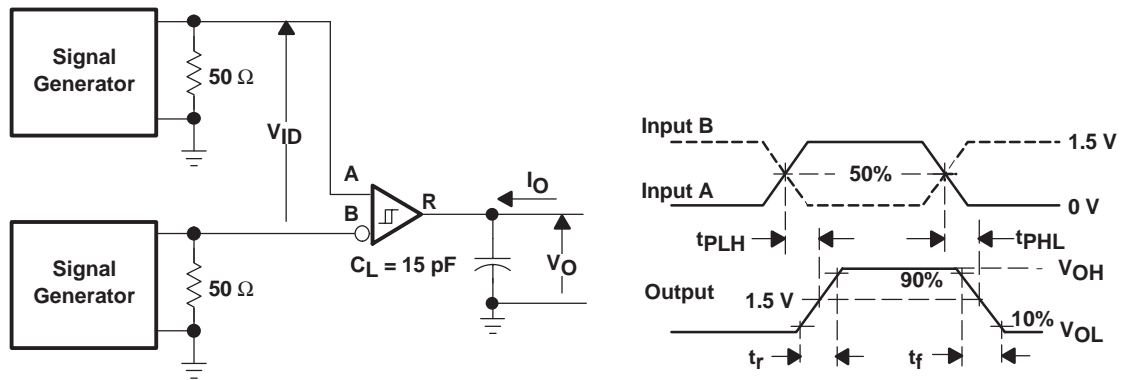 Signal
Generator
50 Ω
V_ID
Signal
Generator
50 Ω
A
B
R
I_O
C_L = 15 pF
V_O
Input B
1.5 V
50%
Input A
0 V
t_PLH
t_PHL
V_OH
90%
Output
1.5 V
10%
V_OL
t_r
t_f